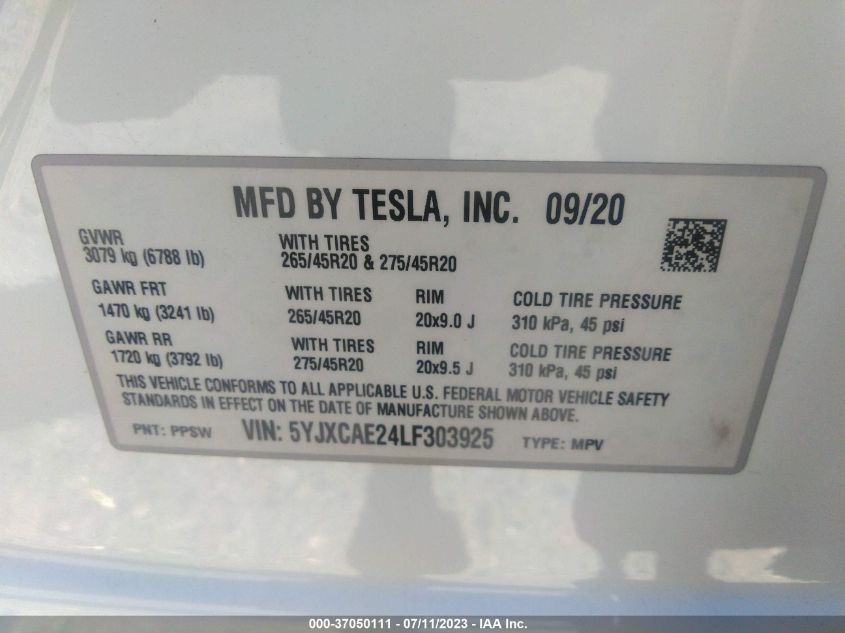 MFD BY TESLA, INC. 09/20
GVWR
3079 kg (6788 lb)
WITH TIRES
265/45R20 & 275/45R20
GAWR FRT
1470 kg (3241 lb)
WITH TIRES
265/45R20
RIM
20x9.0 J
COLD TIRE PRESSURE
310 kPa, 45 psi
GAWR RR
1720 kg (3792 lb)
WITH TIRES
275/45R20
RIM
20x9.5 J
COLD TIRE PRESSURE
310 kPa, 45 psi
THIS VEHICLE CONFORMS TO ALL APPLICABLE U.S. FEDERAL MOTOR VEHICLE SAFETY
STANDARDS IN EFFECT ON THE DATE OF MANUFACTURE SHOWN ABOVE.
PNT: PPSW VIN: 5YJXCAE24LF303925 TYPE: MPV
000-37050111 - 07/11/2023 - IAA Inc.